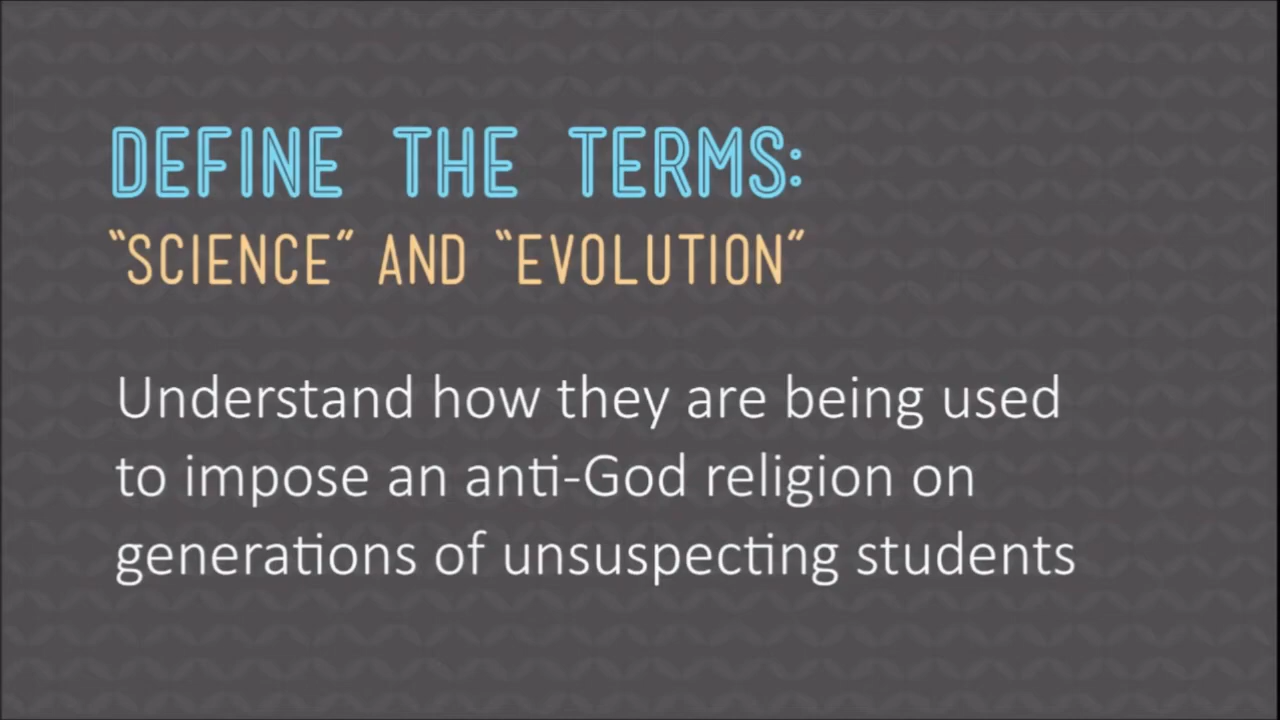 DEFINE THE TERMS:
"SCIENCE" AND "EVOLUTION"
Understand how they are being used
to impose an anti-God religion on
generations of unsuspecting students